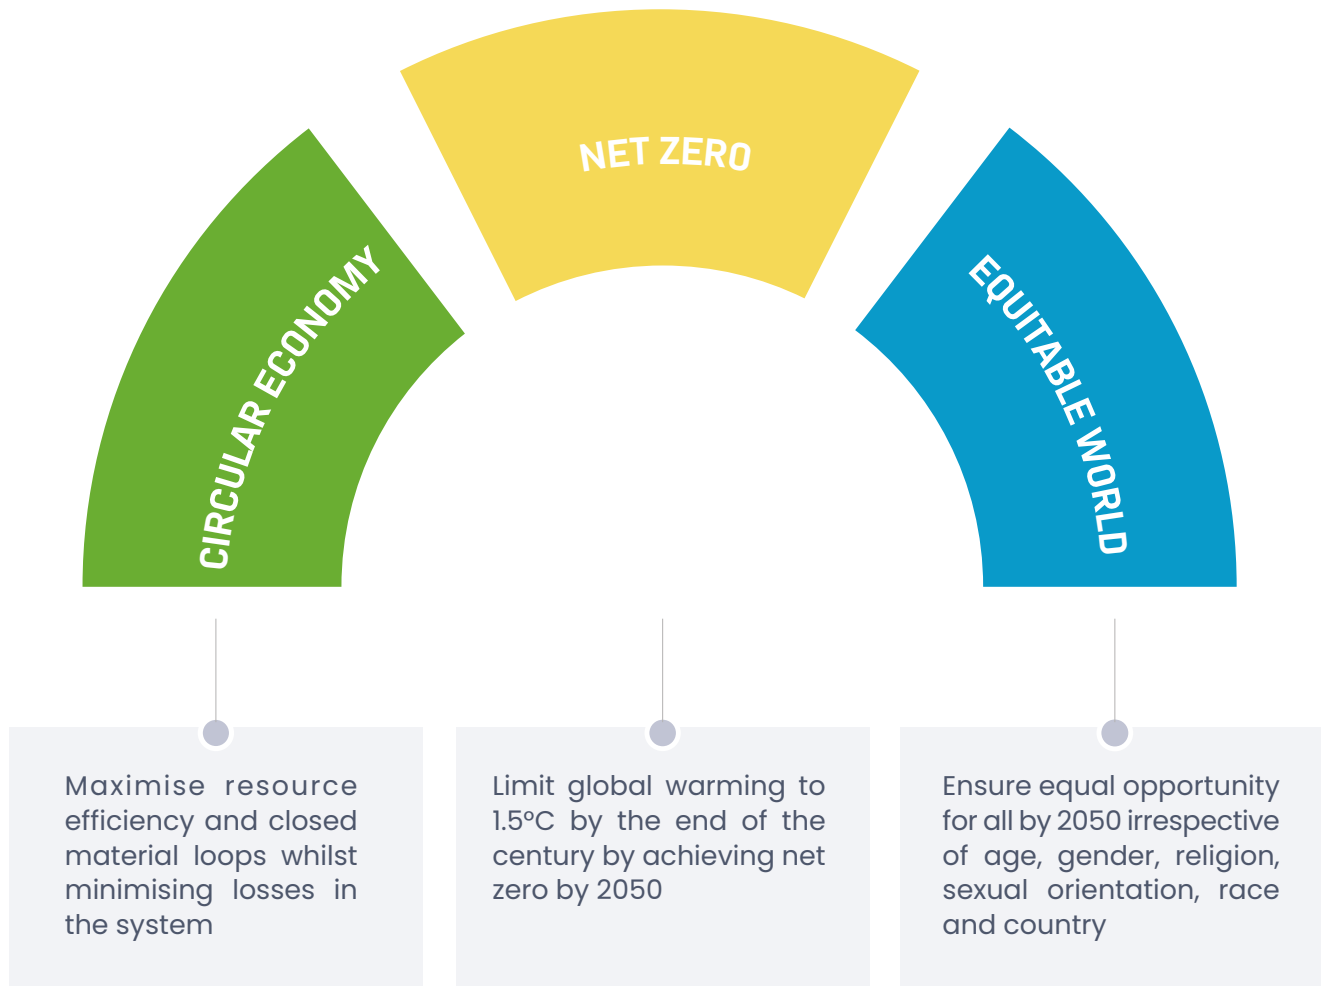 NET ZERO
CIRCULAR ECONOMY
EQUITABLE WORLD
Maximise resource
efficiency and closed
material loops whilst
minimising losses in
the system
Limit global warming to
1.5°C by the end of the
century by achieving net
zero by 2050
Ensure equal opportunity
for all by 2050 irrespective
of age, gender, religion,
sexual orientation, race
and country